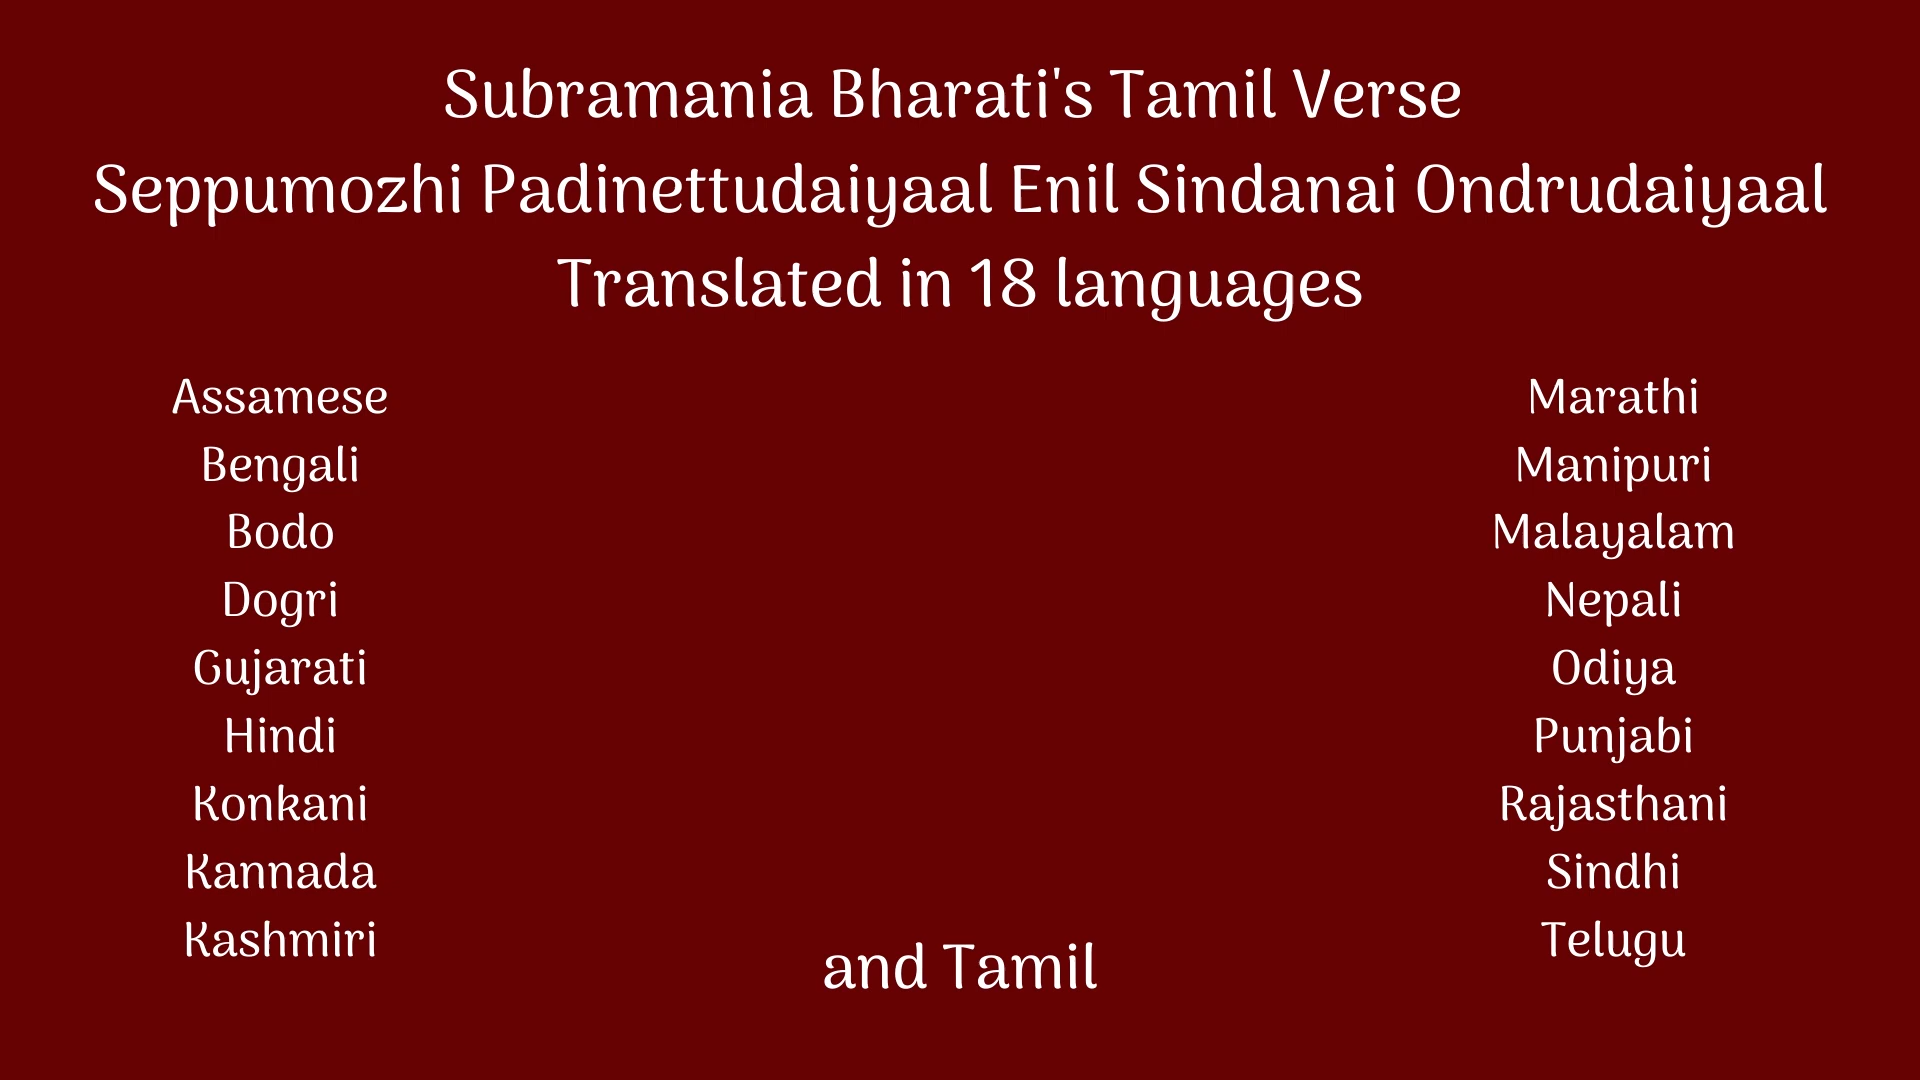 Subramania Bharati's Tamil Verse
Seppumozhi Padinettudaiyaal Enil Sindanai Ondrudaiyaal
Translated in 18 languages
Assamese
Bengali
Bodo
Dogri
Gujarati
Hindi
Konkani
Kannada
Kashmiri
Marathi
Manipuri
Malayalam
Nepali
Odiya
Punjabi
Rajasthani
Sindhi
Telugu
and Tamil